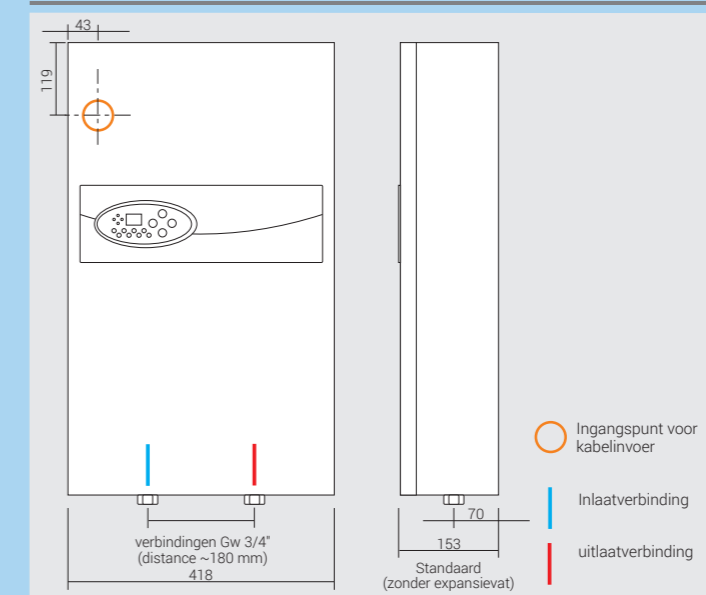 43
119
Ingangspunt voor
kabelinvoer
Inlaatverbinding
uitlaatverbinding
verbindingen Gw 3/4"
(distance ~180 mm)
418
70
153
Standaard
(zonder expansievat)